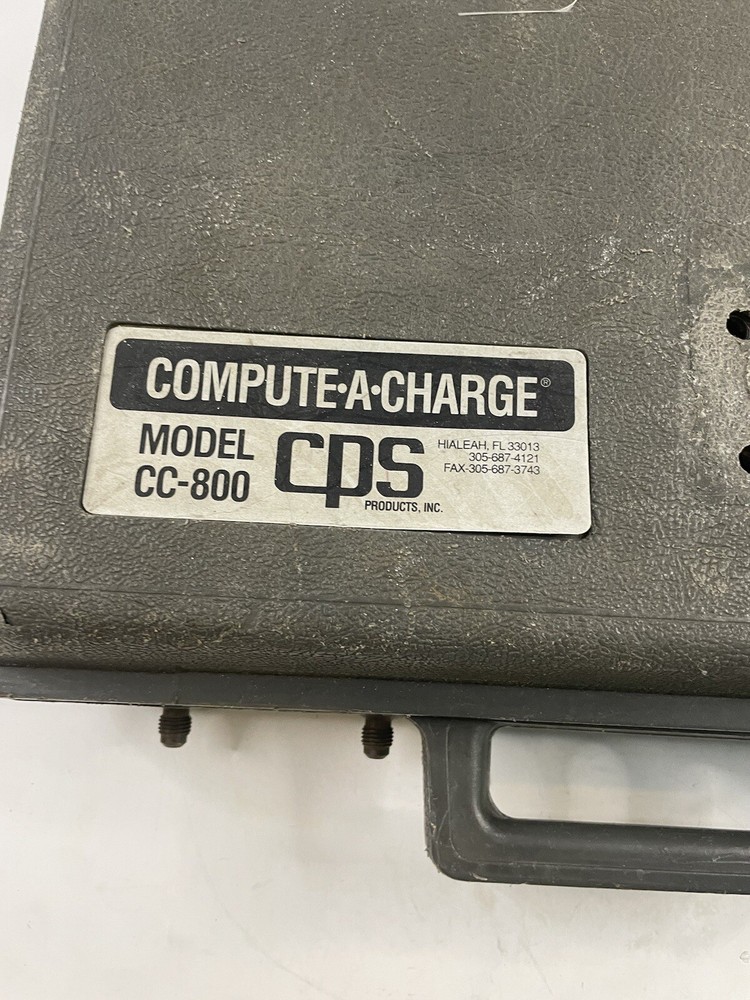 COMPUTE•A•CHARGE®
MODEL
CC-800
cps
PRODUCTS, INC.
HIALEAH, FL 33013
305-687-4121
FAX-305-687-3743